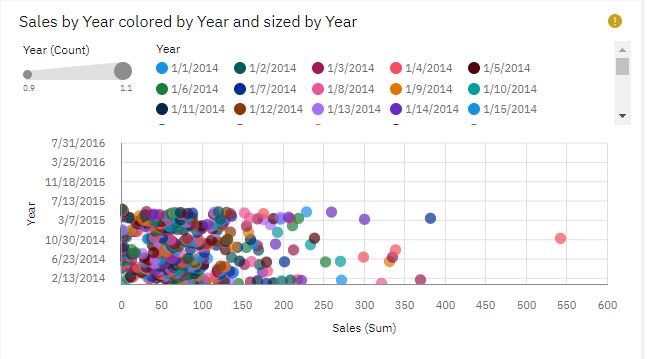 Sales by Year colored by Year and sized by Year
!
Year (Count)
0.9 1.1
Year
1/1/2014 1/2/2014 1/3/2014 1/4/2014 1/5/2014
1/6/2014 1/7/2014 1/8/2014 1/9/2014 1/10/2014
1/11/2014 1/12/2014 1/13/2014 1/14/2014 1/15/2014
Year
7/31/2016
3/25/2016
11/18/2015
7/13/2015
3/7/2015
10/30/2014
6/23/2014
2/13/2014
0 50 100 150 200 250 300 350 400 450 500 550 600
Sales (Sum)